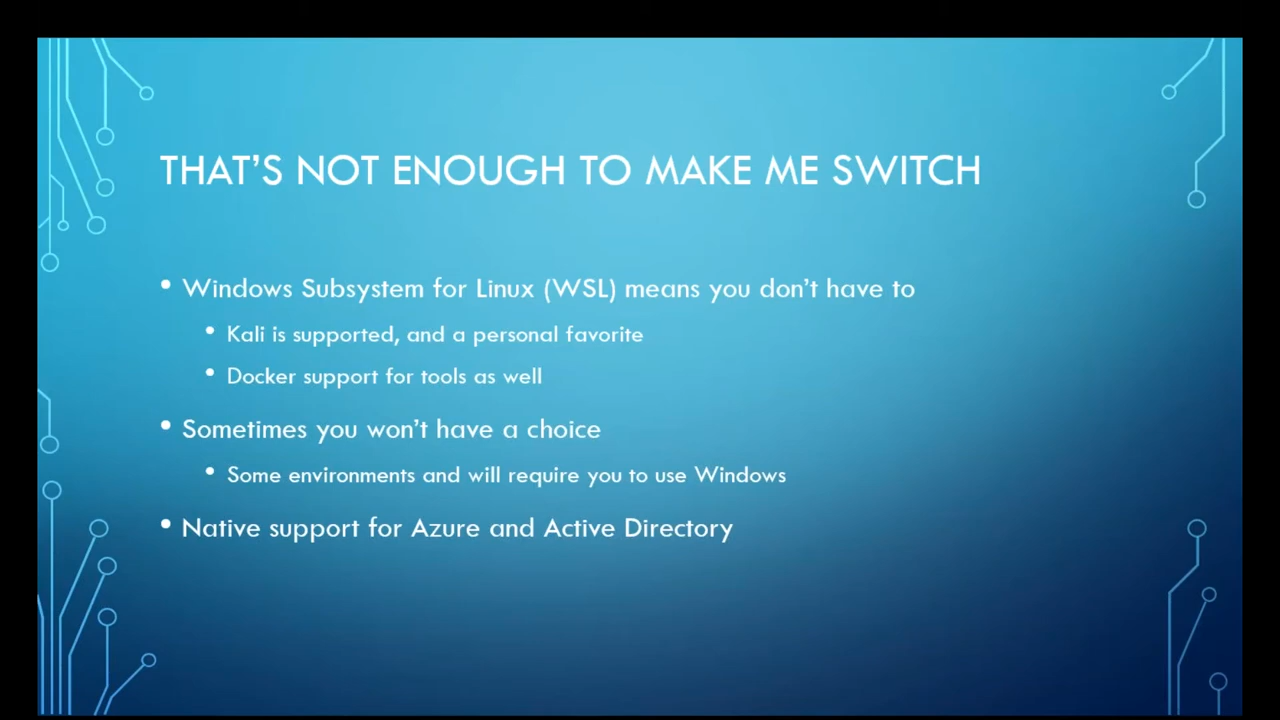 THAT'S NOT ENOUGH TO MAKE ME SWITCH
• Windows Subsystem for Linux (WSL) means you don't have to
• Kali is supported, and a personal favorite
• Docker support for tools as well
• Sometimes you won't have a choice
• Some environments and will require you to use Windows
• Native support for Azure and Active Directory